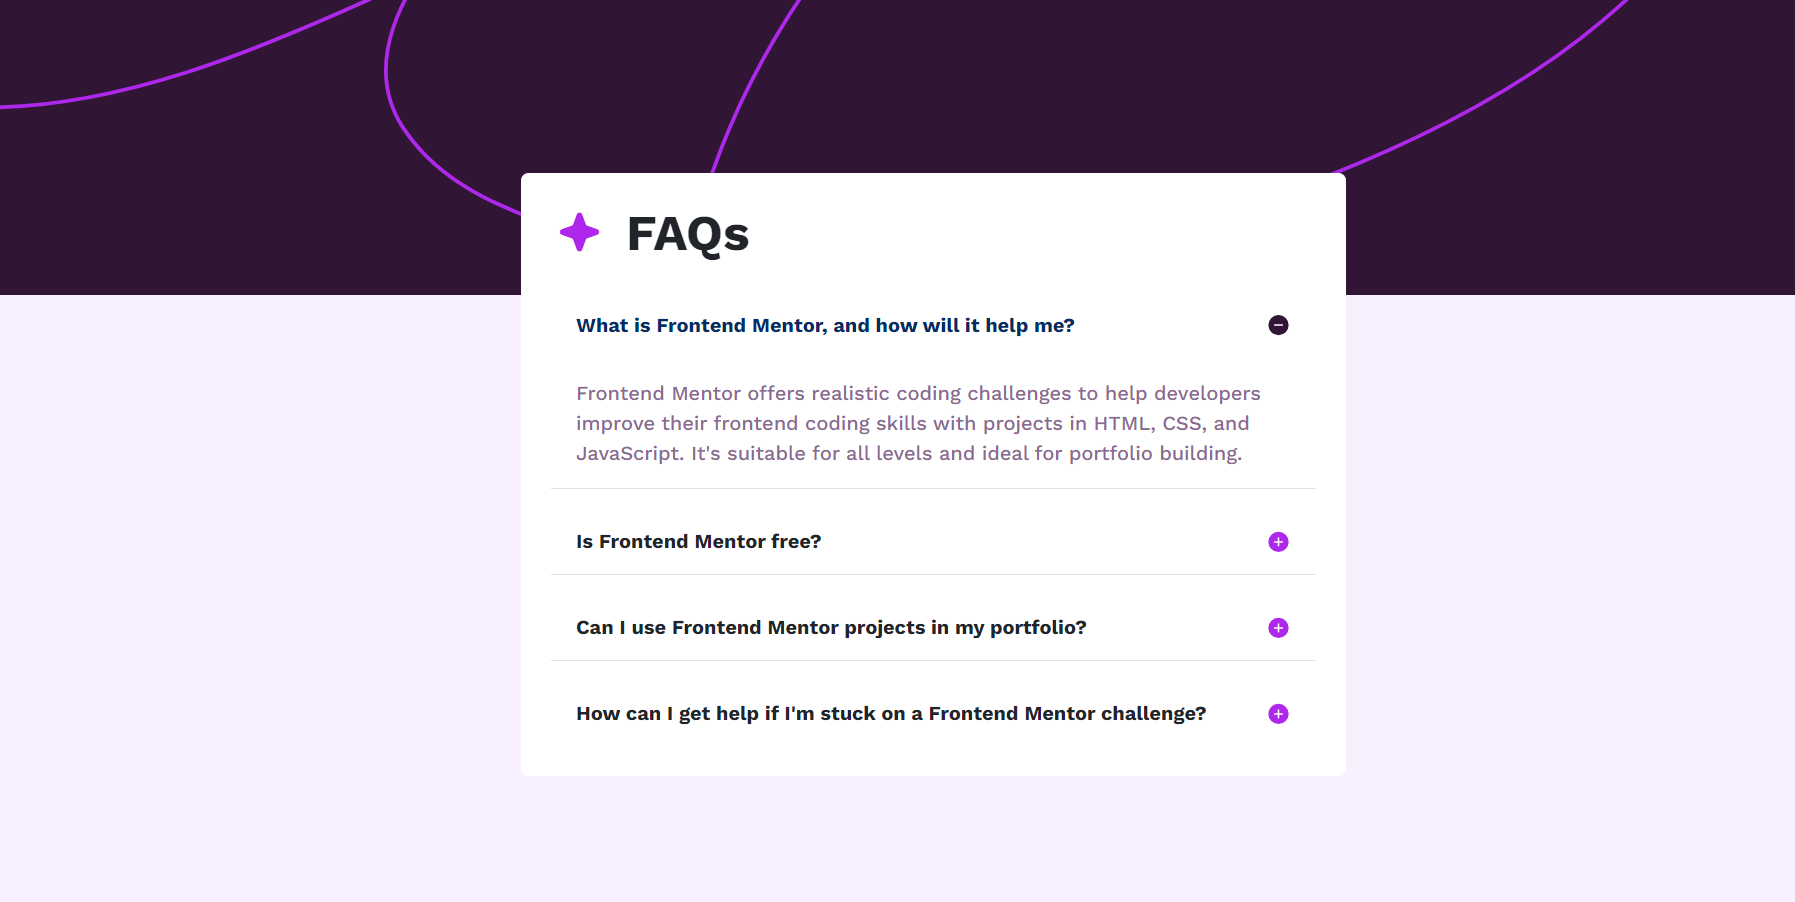 FAQs
What is Frontend Mentor, and how will it help me?
Frontend Mentor offers realistic coding challenges to help developers
improve their frontend coding skills with projects in HTML, CSS, and
JavaScript. It's suitable for all levels and ideal for portfolio building.
Is Frontend Mentor free?
Can I use Frontend Mentor projects in my portfolio?
How can I get help if I'm stuck on a Frontend Mentor challenge?